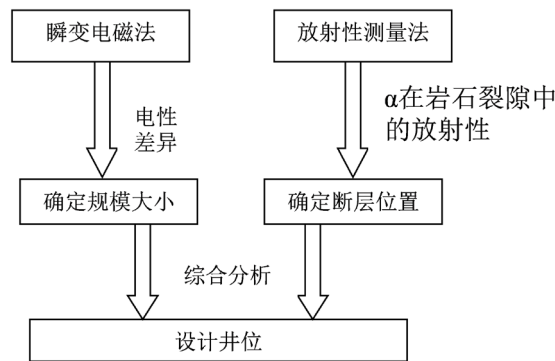 瞬变电磁法
放射性测量法
电性
差异
α在岩石裂隙中
的放射性
确定规模大小
确定断层位置
综合分析
设计井位